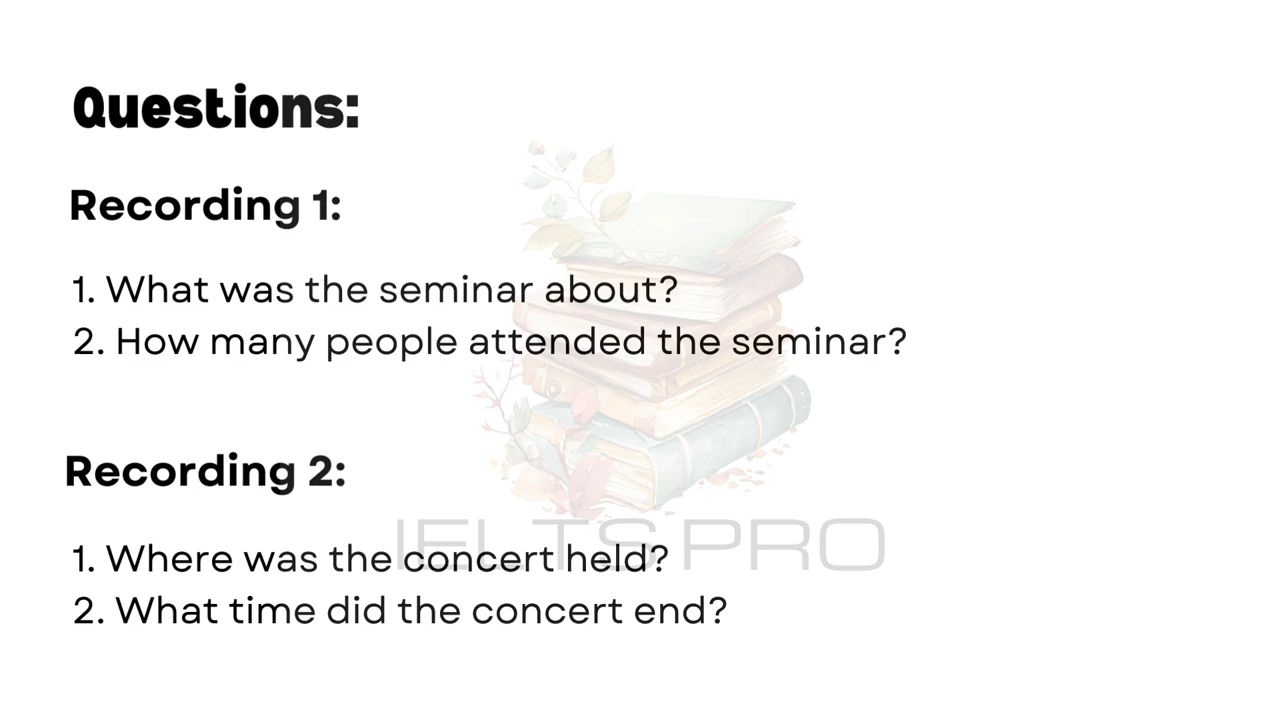 Questions:
Recording 1:
1. What was the seminar about?
2. How many people attended the seminar?
Recording 2:
IELTS PRO
1. Where was the concert held?
2. What time did the concert end?